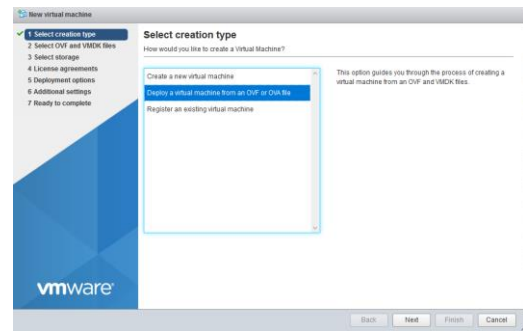 New virtual machine
1 Select creation type
2 Select OVF and VMDK files
3 Select storage
4 License agreements
5 Deployment options
6 Additional settings
7 Ready to complete
Select creation type
How would you like to create a Virtual Machine?
Create a new virtual machine
Deploy a virtual machine from an OVF or OVA file
Register an existing virtual machine
This option guides you through the process of creating a
virtual machine from an OVF and VMDK files.
vmware
Back Next Finish Cancel